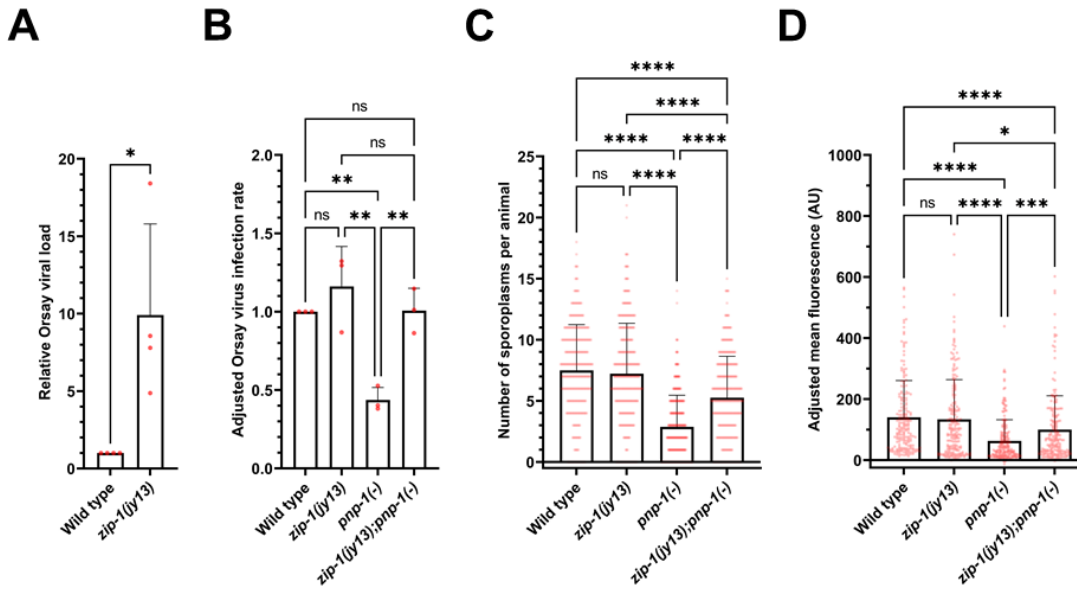 A
Relative Orsay viral load
20
15
10
5
0
*
Wild type
zip-1(jy13)
B
Adjusted Orsay virus infection rate
2.0
1.5
1.0
0.5
0.0
ns
ns
**
ns
**
**
Wild type
zip-1(jy13)
pnp-1(-)
zip-1(jy13);pnp-1(-)
C
Number of sporoplasms per animal
25
20
15
10
5
0
****
****
****
****
ns
****
Wild type
zip-1(jy13)
pnp-1(-)
zip-1(jy13);pnp-1(-)
D
Adjusted mean fluorescence (AU)
1000
800
600
400
200
0
****
*
****
ns
****
***
Wild type
zip-1(jy13)
pnp-1(-)
zip-1(jy13);pnp-1(-)